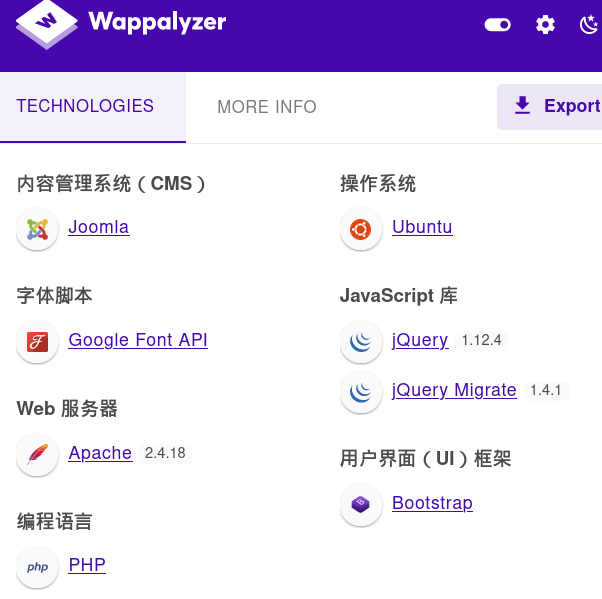 Wappalyzer
TECHNOLOGIES
MORE INFO
Export
内容管理系统（CMS）
Joomla
字体脚本
Google Font API
Web 服务器
Apache 2.4.18
编程语言
php PHP
操作系统
Ubuntu
JavaScript 库
jQuery 1.12.4
jQuery Migrate 1.4.1
用户界面（UI）框架
Bootstrap